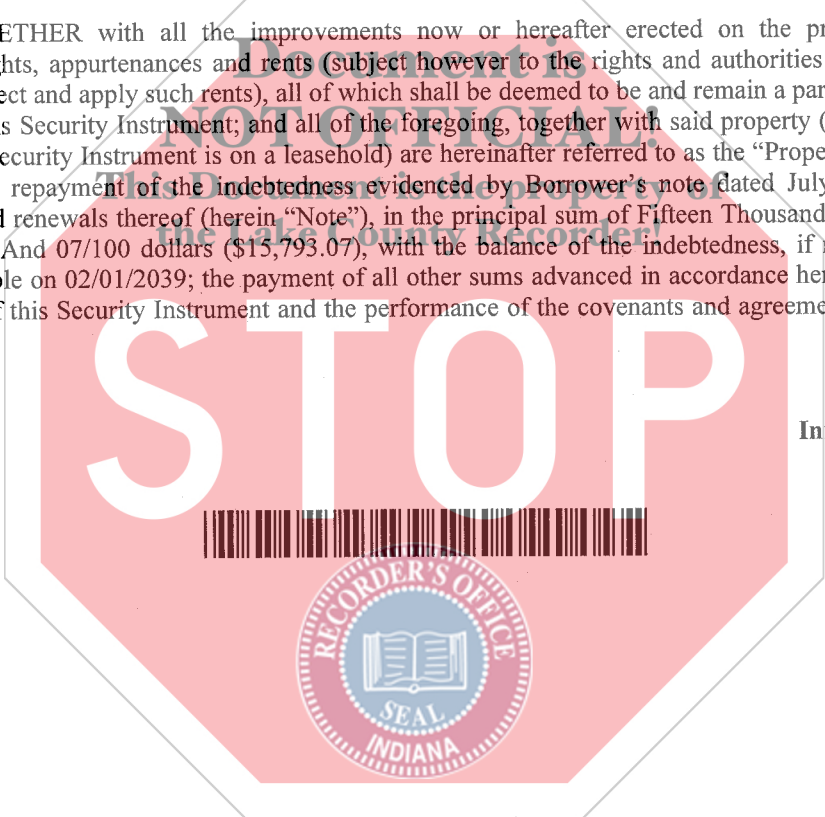 ETHER with all the improvements now or hereafter erected on the pr
hts, appurtenances and rents (subject however to the rights and authorities
ect and apply such rents), all of which shall be deemed to be and remain a par
s Security Instrument; and all of the foregoing, together with said property (
ecurity Instrument is on a leasehold) are hereinafter referred to as the “Prope
repayment of the indebtedness evidenced by Borrower’s note dated July
d renewals thereof (herein “Note”), in the principal sum of Fifteen Thousand
And 07/100 dollars ($15,793.07), with the balance of the indebtedness, if
ole on 02/01/2039; the payment of all other sums advanced in accordance her
f this Security Instrument and the performance of the covenants and agreeme
Document is
NOT OFFICIAL!
This Document is the property of
the Lake County Recorder!
STOP
In
RECORDER'S OFFICE
SEAL
INDIANA